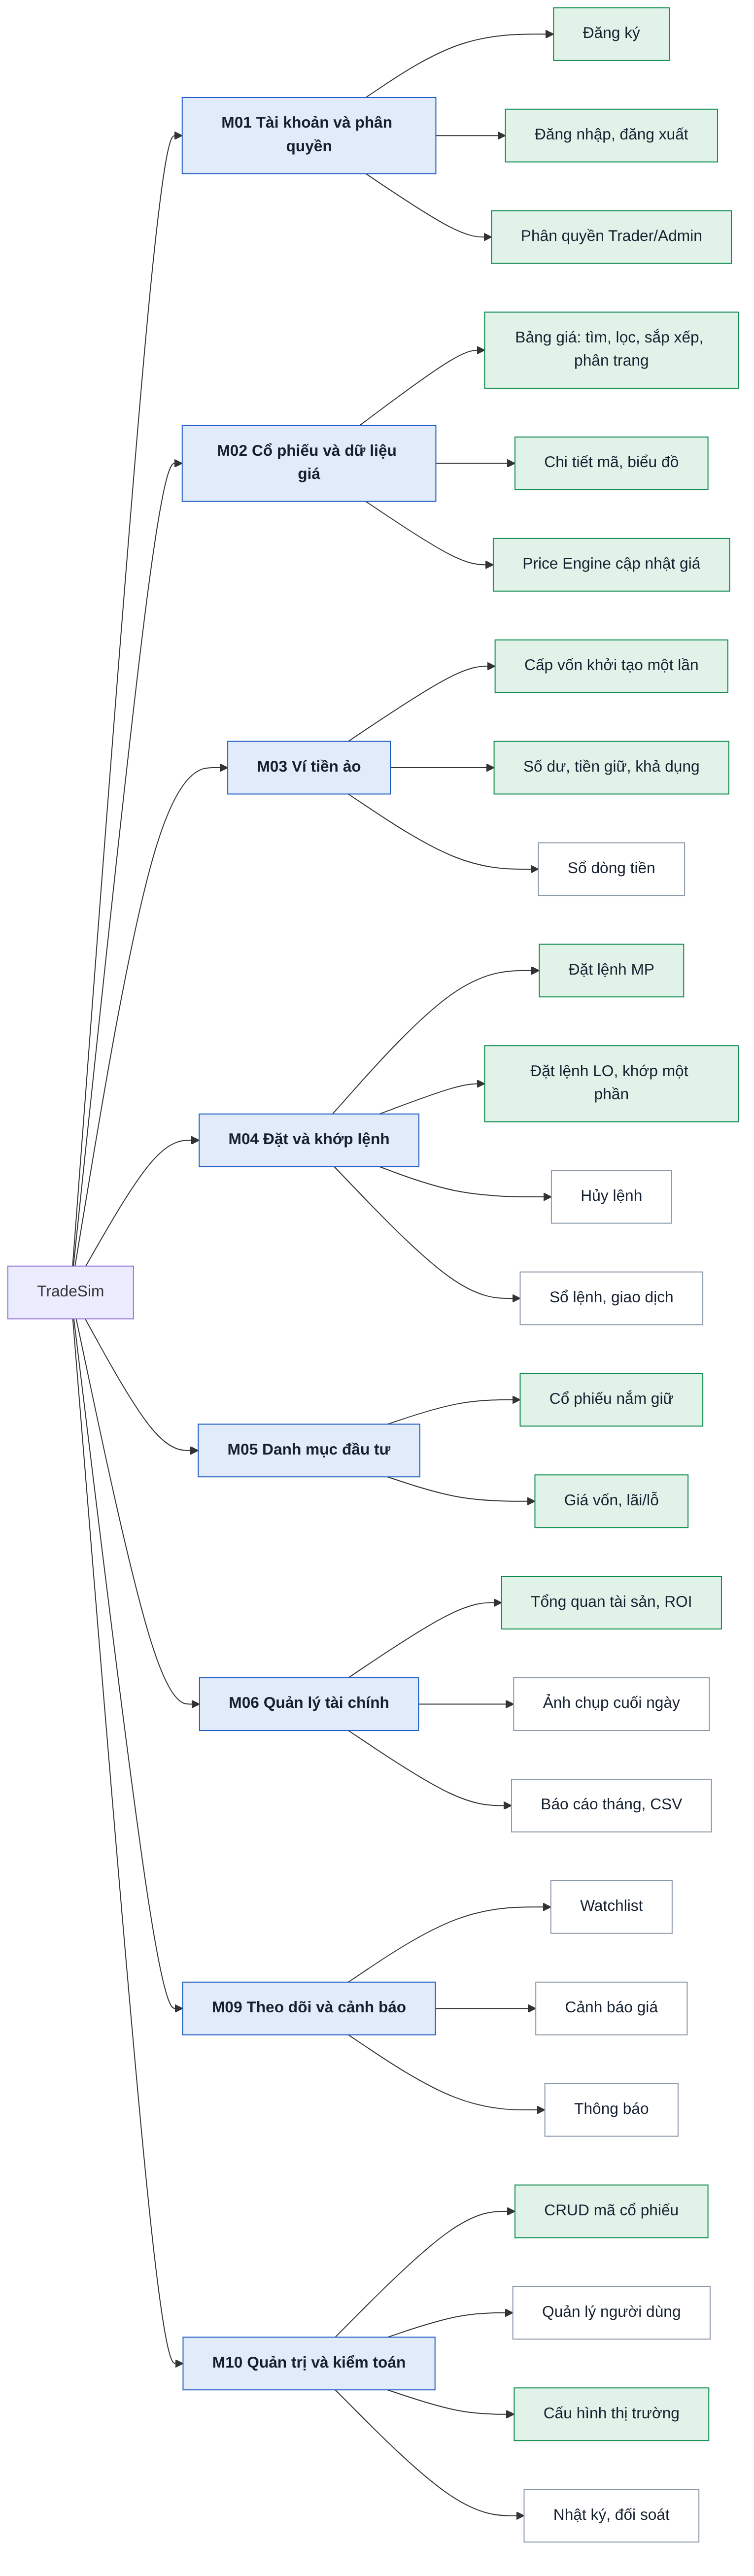 Đăng ký
M01 Tài khoản và phân
quyền
Đăng nhập, đăng xuất
Phân quyền Trader/Admin
Bảng giá: tìm, lọc, sắp xếp,
phân trang
M02 Cổ phiếu và dữ liệu
giá
Chi tiết mã, biểu đồ
Price Engine cập nhật giá
Cấp vốn khởi tạo một lần
M03 Ví tiền ảo
Số dư, tiền giữ, khả dụng
Sổ dòng tiền
Đặt lệnh MP
Đặt lệnh LO, khớp một
phần
M04 Đặt và khớp lệnh
Hủy lệnh
Sổ lệnh, giao dịch
TradeSim
Cổ phiếu nắm giữ
M05 Danh mục đầu tư
Giá vốn, lãi/lỗ
Tổng quan tài sản, ROI
M06 Quản lý tài chính
Ảnh chụp cuối ngày
Báo cáo tháng, CSV
Watchlist
M09 Theo dõi và cảnh báo
Cảnh báo giá
Thông báo
CRUD mã cổ phiếu
Quản lý người dùng
M10 Quản trị và kiểm toán
Cấu hình thị trường
Nhật ký, đối soát